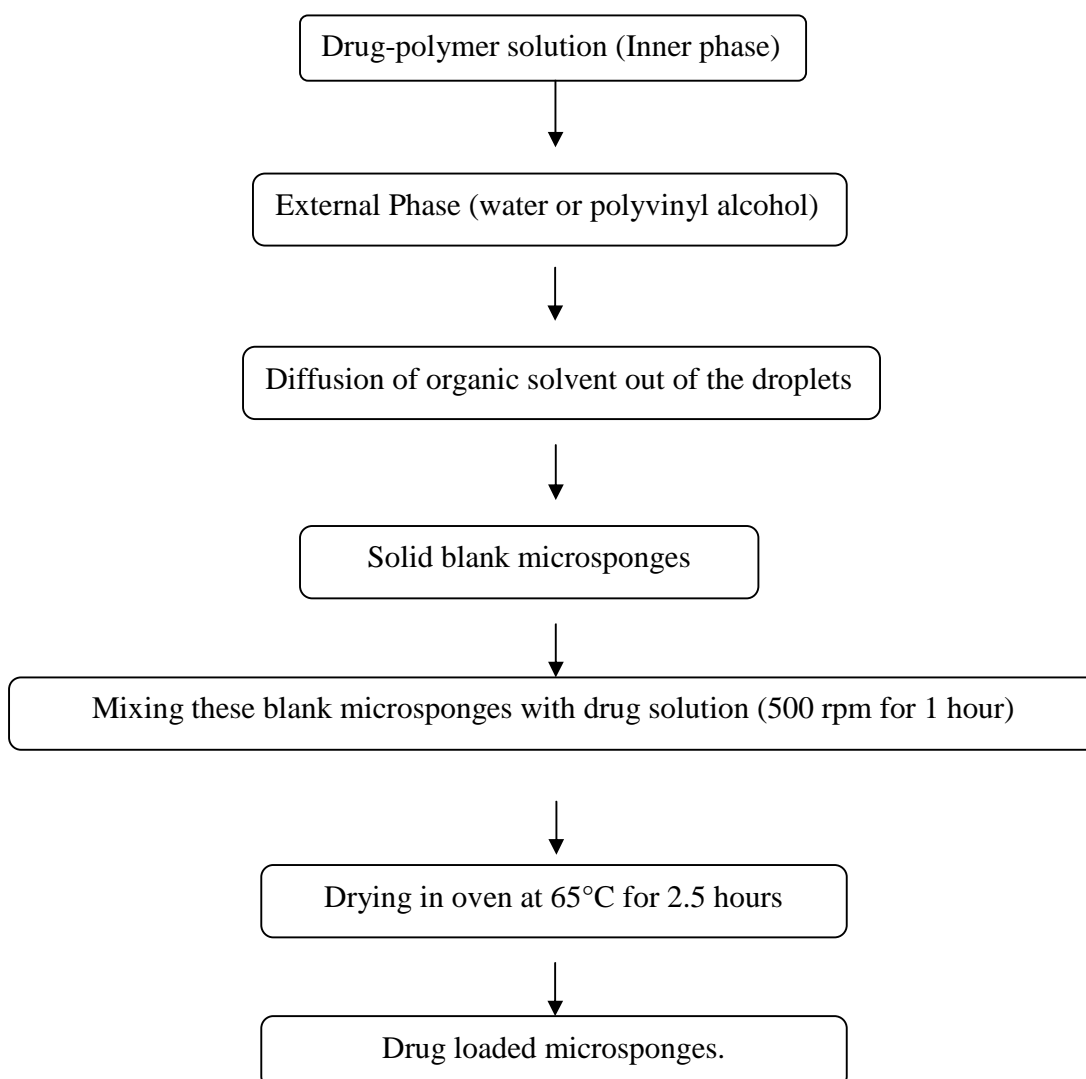 Drug-polymer solution (Inner phase)
External Phase (water or polyvinyl alcohol)
Diffusion of organic solvent out of the droplets
Solid blank microsponges
Mixing these blank microsponges with drug solution (500 rpm for 1 hour)
Drying in oven at 65°C for 2.5 hours
Drug loaded microsponges.